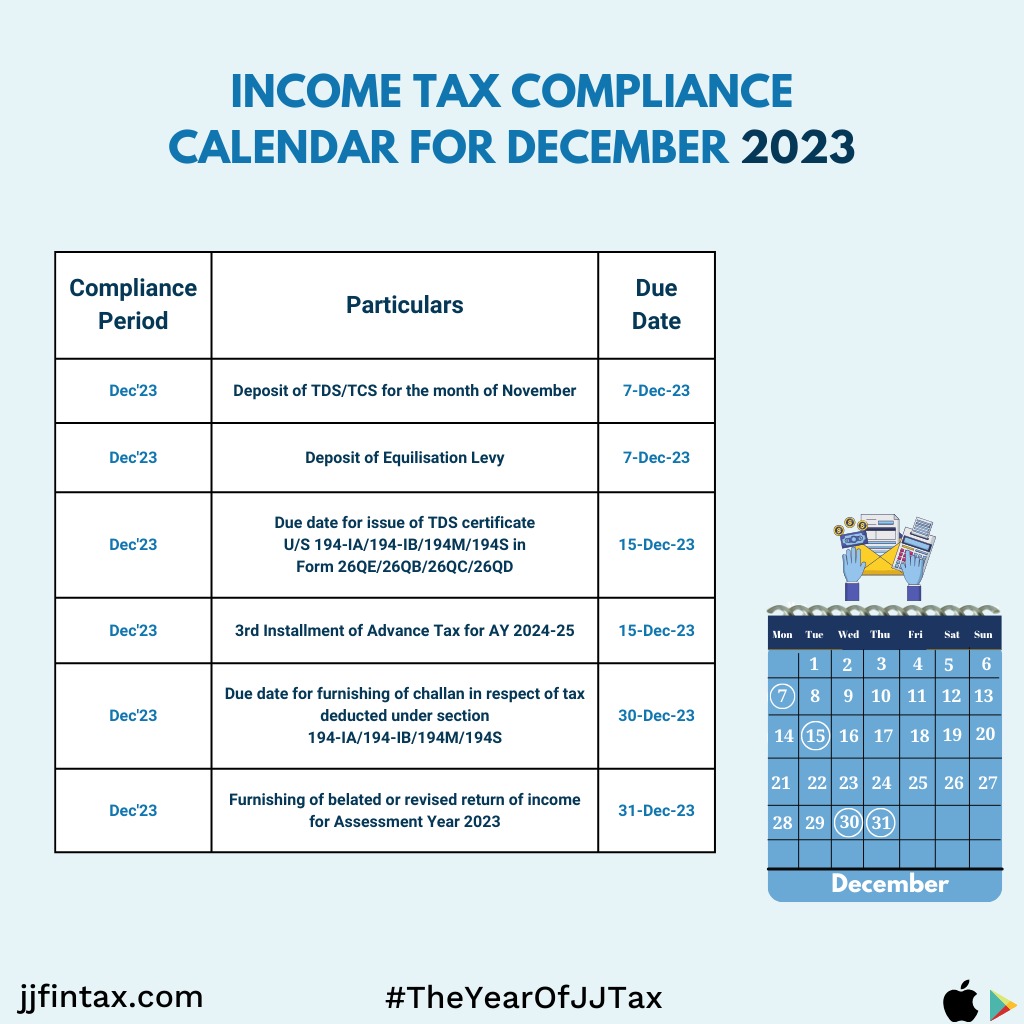 INCOME TAX COMPLIANCE
CALENDAR FOR DECEMBER 2023
Compliance
Period
Particulars
Due
Date
Dec'23
Deposit of TDS/TCS for the month of November
7-Dec-23
Dec'23
Deposit of Equilisation Levy
7-Dec-23
Dec'23
Due date for issue of TDS certificate
U/S 194-IA/194-IB/194M/194S in
Form 26QE/26QB/26QC/26QD
15-Dec-23
Dec'23
3rd Installment of Advance Tax for AY 2024-25
15-Dec-23
Dec'23
Due date for furnishing of challan in respect of tax
deducted under section
194-IA/194-IB/194M/194S
30-Dec-23
Dec'23
Furnishing of belated or revised return of income
for Assessment Year 2023
31-Dec-23
Mon Tue Wed Thu Fri Sat Sun
1 2 3 4 5 6
7 8 9 10 11 12 13
14 15 16 17 18 19 20
21 22 23 24 25 26 27
28 29 30 31
December
jjfintax.com
#TheYearOfJJTax